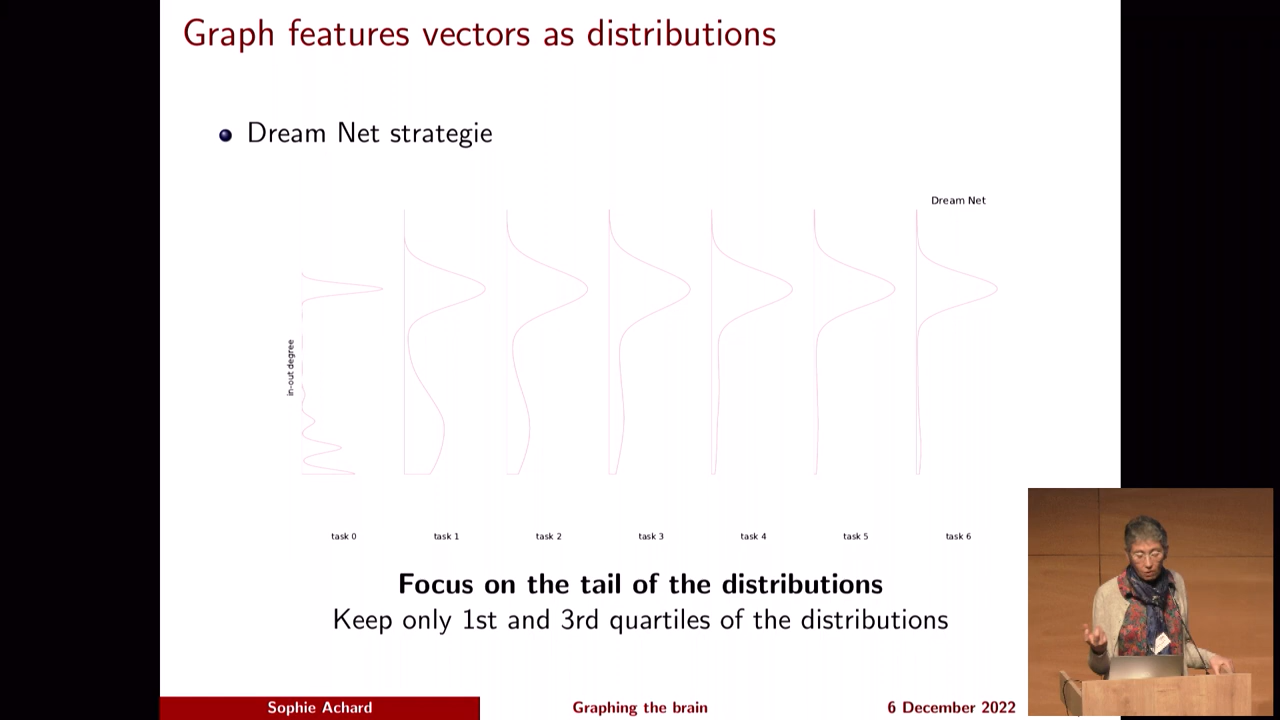 Graph features vectors as distributions
Dream Net strategie
Dream Net
in-out degree
task 0 task 1 task 2 task 3 task 4 task 5 task 6
Focus on the tail of the distributions
Keep only 1st and 3rd quartiles of the distributions
Sophie Achard Graphing the brain 6 December 2022